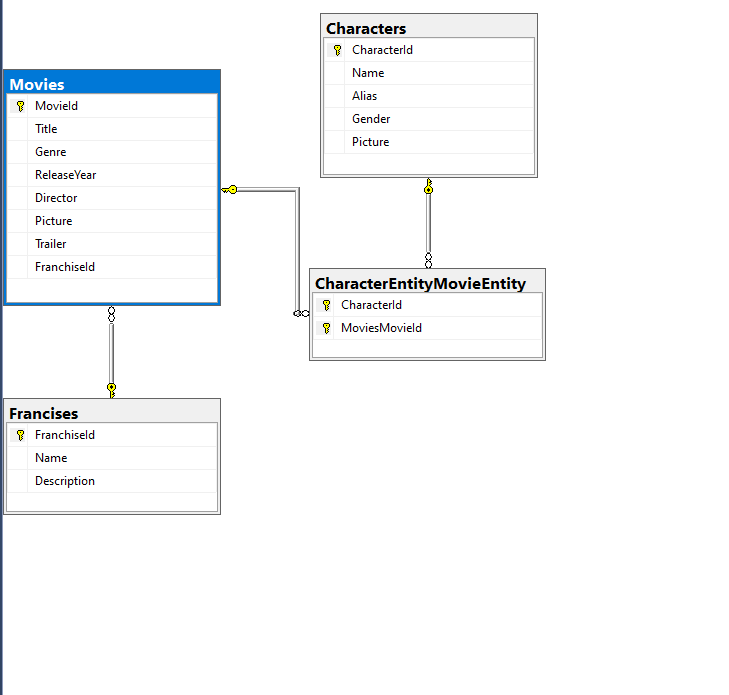 Characters
CharacterId
Name
Alias
Gender
Picture
Movies
MovieId
Title
Genre
ReleaseYear
Director
Picture
Trailer
FranchiseId
CharacterEntityMovieEntity
CharacterId
MoviesMovieId
Francises
FranchiseId
Name
Description